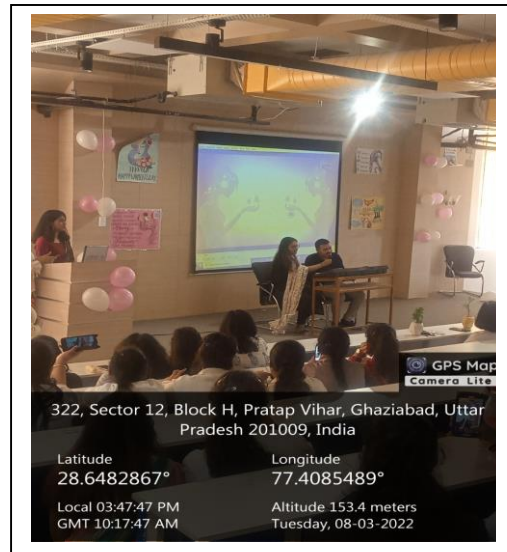 GPS Map
Camera Lite
322, Sector 12, Block H, Pratap Vihar, Ghaziabad, Uttar
Pradesh 201009, India
Latitude
28.6482867°
Longitude
77.4085489°
Local 03:47:47 PM
GMT 10:17:47 AM
Altitude 153.4 meters
Tuesday, 08-03-2022